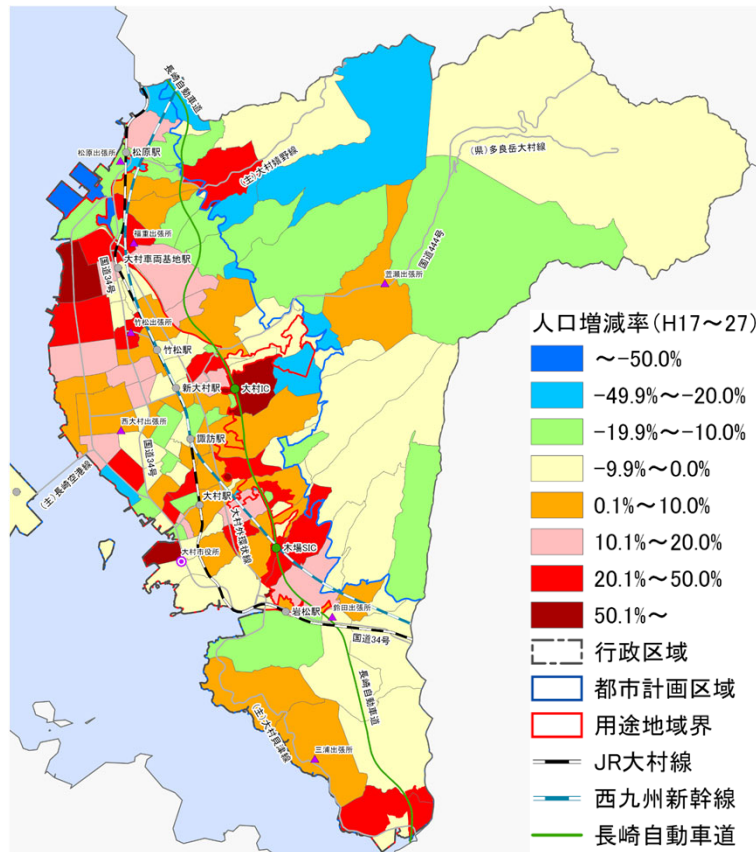 長崎自動車道
松原駅
松原出張所
(主)大村嬉野線
(県)多良岳大村線
福重出張所
大村車両基地駅
国道34号
国道444号
萱瀬出張所
竹松出張所
竹松駅
新大村駅
大村IC
西大村出張所
国道34号
諏訪駅
(主)長崎空港線
大村駅
大村外環状線
大村市役所
木場SIC
岩松駅
鈴田出張所
国道34号
長崎自動車道
(主)大村貝津線
三浦出張所
人口増減率(H17~27)
~-50.0%
-49.9%~-20.0%
-19.9%~-10.0%
-9.9%~0.0%
0.1%~10.0%
10.1%~20.0%
20.1%~50.0%
50.1%~
行政区域
都市計画区域
用途地域界
JR大村線
西九州新幹線
長崎自動車道